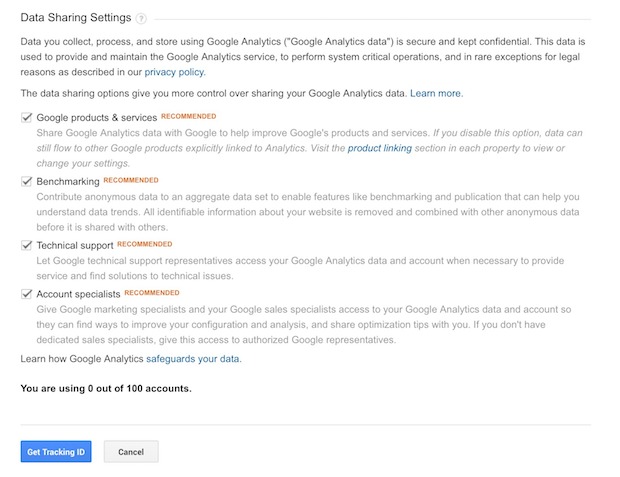 Data Sharing Settings ?
Data you collect, process, and store using Google Analytics ("Google Analytics data") is secure and kept confidential. This data is
used to provide and maintain the Google Analytics service, to perform system critical operations, and in rare exceptions for legal
reasons as described in our privacy policy.
The data sharing options give you more control over sharing your Google Analytics data. Learn more.
Google products & services RECOMMENDED
Share Google Analytics data with Google to help improve Google's products and services. If you disable this option, data can
still flow to other Google products explicitly linked to Analytics. Visit the product linking section in each property to view or
change your settings.
Benchmarking RECOMMENDED
Contribute anonymous data to an aggregate data set to enable features like benchmarking and publication that can help you
understand data trends. All identifiable information about your website is removed and combined with other anonymous data
before it is shared with others.
Technical support RECOMMENDED
Let Google technical support representatives access your Google Analytics data and account when necessary to provide
service and find solutions to technical issues.
Account specialists RECOMMENDED
Give Google marketing specialists and your Google sales specialists access to your Google Analytics data and account so
they can find ways to improve your configuration and analysis, and share optimization tips with you. If you don't have
dedicated sales specialists, give this access to authorized Google representatives.
Learn how Google Analytics safeguards your data.
You are using 0 out of 100 accounts.
Get Tracking ID Cancel